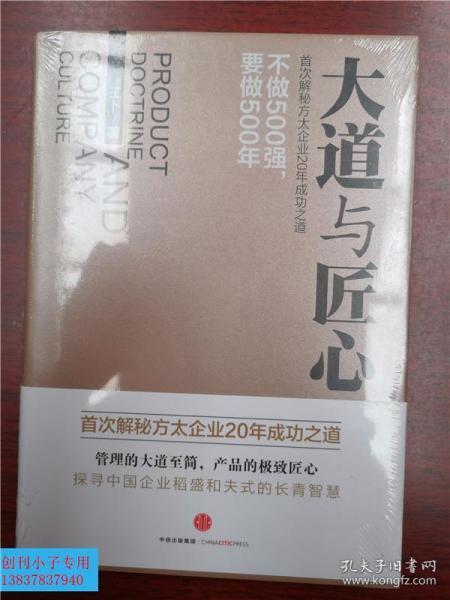 大道与匠心
首次解秘方太企业20年成功之道
不做500强，
要做500年
PRODUCT
DOCTRINE
AND
COMPANY
CULTURE
首次解秘方太企业20年成功之道
管理的大道至简，产品的极致匠心
探寻中国企业稻盛和夫式的长青智慧
中信出版集团·CHINACITICPRESS
创刊小子专用
13837837940
孔夫子旧书网